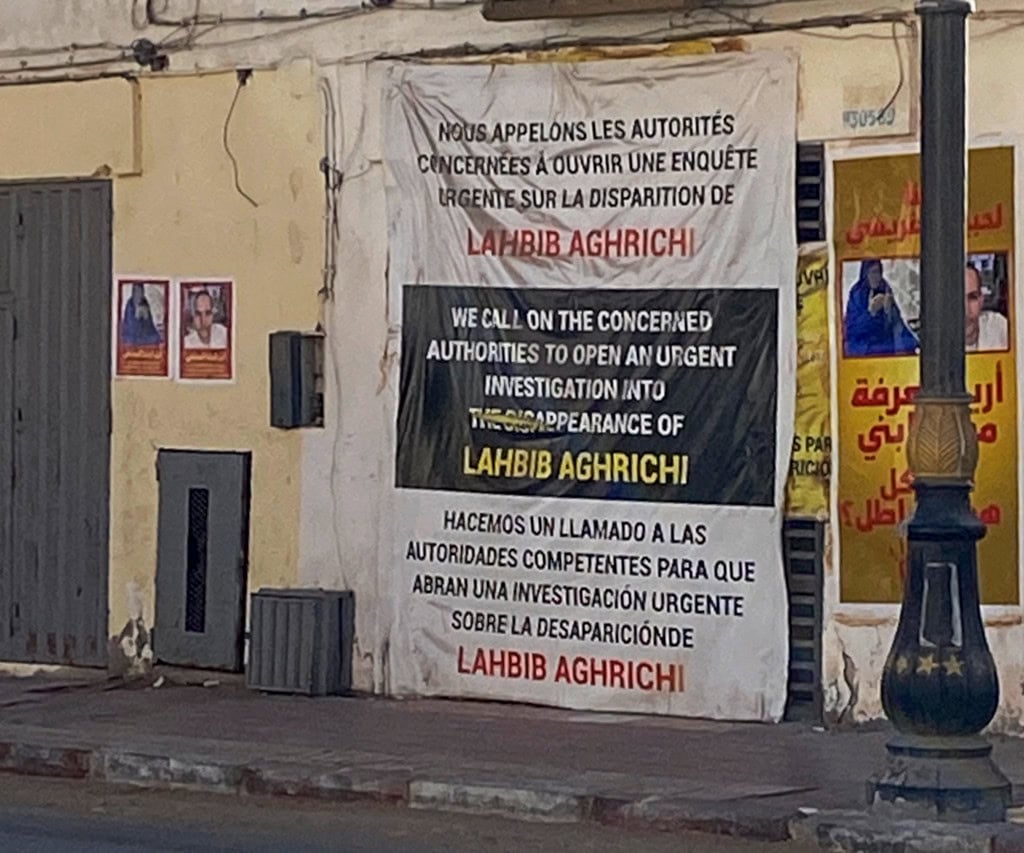 NOUS APPELONS LES AUTORITÉS
CONCERNÉES À OUVRIR UNE ENQUÊTE
URGENTE SUR LA DISPARITION DE
LAHBIB AGHRICHI
WE CALL ON THE CONCERNED
AUTHORITIES TO OPEN AN URGENT
INVESTIGATION INTO
THE DISAPPEARANCE OF
LAHBIB AGHRICHI
HACEMOS UN LLAMADO A LAS
AUTORIDADES COMPETENTES PARA QUE
ABRAN UNA INVESTIGACIÓN URGENTE
SOBRE LA DESAPARICIÓNDE
LAHBIB AGHRICHI
S PAR
RICIO